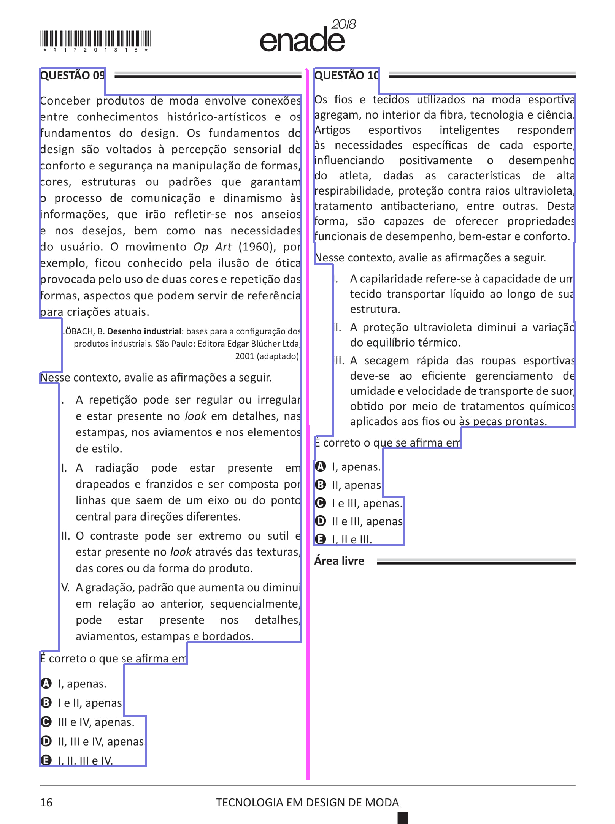 *R17201816*
enade2018
QUESTÃO 09
Conceber produtos de moda envolve conexões
entre conhecimentos histórico-artísticos e os
fundamentos do design. Os fundamentos do
design são voltados à percepção sensorial de
conforto e segurança na manipulação de formas,
cores, estruturas ou padrões que garantam
o processo de comunicação e dinamismo às
informações, que irão refletir-se nos anseios
e nos desejos, bem como nas necessidades
do usuário. O movimento Op Art (1960), por
exemplo, ficou conhecido pela ilusão de ótica
provocada pelo uso de duas cores e repetição das
formas, aspectos que podem servir de referência
para criações atuais.
LÖBACH, B. Desenho industrial: bases para a configuração dos
produtos industriais. São Paulo: Editora Edgar Blücher Ltda,
2001 (adaptado).
Nesse contexto, avalie as afirmações a seguir.
I. A repetição pode ser regular ou irregular
e estar presente no look em detalhes, nas
estampas, nos aviamentos e nos elementos
de estilo.
II. A radiação pode estar presente em
drapeados e franzidos e ser composta por
linhas que saem de um eixo ou do ponto
central para direções diferentes.
III. O contraste pode ser extremo ou sutil e
estar presente no look através das texturas,
das cores ou da forma do produto.
IV. A gradação, padrão que aumenta ou diminui
em relação ao anterior, sequencialmente,
pode estar presente nos detalhes,
aviamentos, estampas e bordados.
É correto o que se afirma em
A I, apenas.
B I e II, apenas.
C III e IV, apenas.
D II, III e IV, apenas.
E I, II, III e IV.
QUESTÃO 10
Os fios e tecidos utilizados na moda esportiva
agregam, no interior da fibra, tecnologia e ciência.
Artigos esportivos inteligentes respondem
às necessidades específicas de cada esporte,
influenciando positivamente o desempenho
do atleta, dadas as características de alta
respirabilidade, proteção contra raios ultravioleta,
tratamento antibacteriano, entre outras. Desta
forma, são capazes de oferecer propriedades
funcionais de desempenho, bem-estar e conforto.
Nesse contexto, avalie as afirmações a seguir.
I. A capilaridade refere-se à capacidade de um
tecido transportar líquido ao longo de sua
estrutura.
II. A proteção ultravioleta diminui a variação
do equilíbrio térmico.
III. A secagem rápida das roupas esportivas
deve-se ao eficiente gerenciamento de
umidade e velocidade de transporte de suor,
obtido por meio de tratamentos químicos
aplicados aos fios ou às peças prontas.
É correto o que se afirma em
A I, apenas.
B II, apenas.
C I e III, apenas.
D II e III, apenas.
E I, II e III.
Área livre
16
TECNOLOGIA EM DESIGN DE MODA